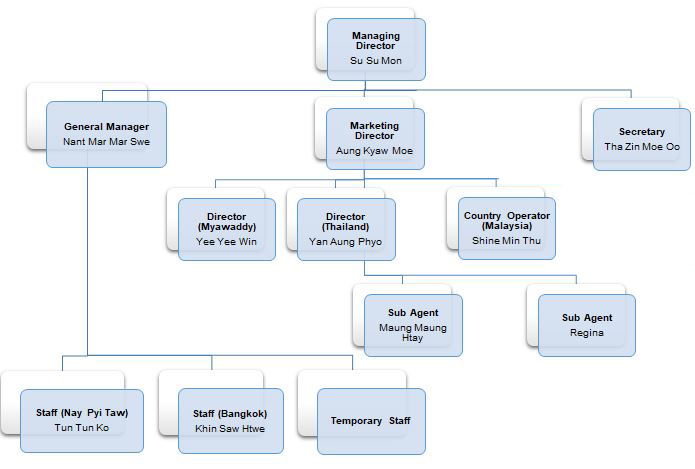 Managing
Director
Su Su Mon
General Manager
Nant Mar Mar Swe
Marketing
Director
Aung Kyaw Moe
Secretary
Tha Zin Moe Oo
Director
(Myawaddy)
Yee Yee Win
Director
(Thailand)
Yan Aung Phyo
Country Operator
(Malaysia)
Shine Min Thu
Sub Agent
Maung Maung
Htay
Sub Agent
Regina
Staff (Nay Pyi Taw)
Tun Tun Ko
Staff (Bangkok)
Khin Saw Htwe
Temporary Staff